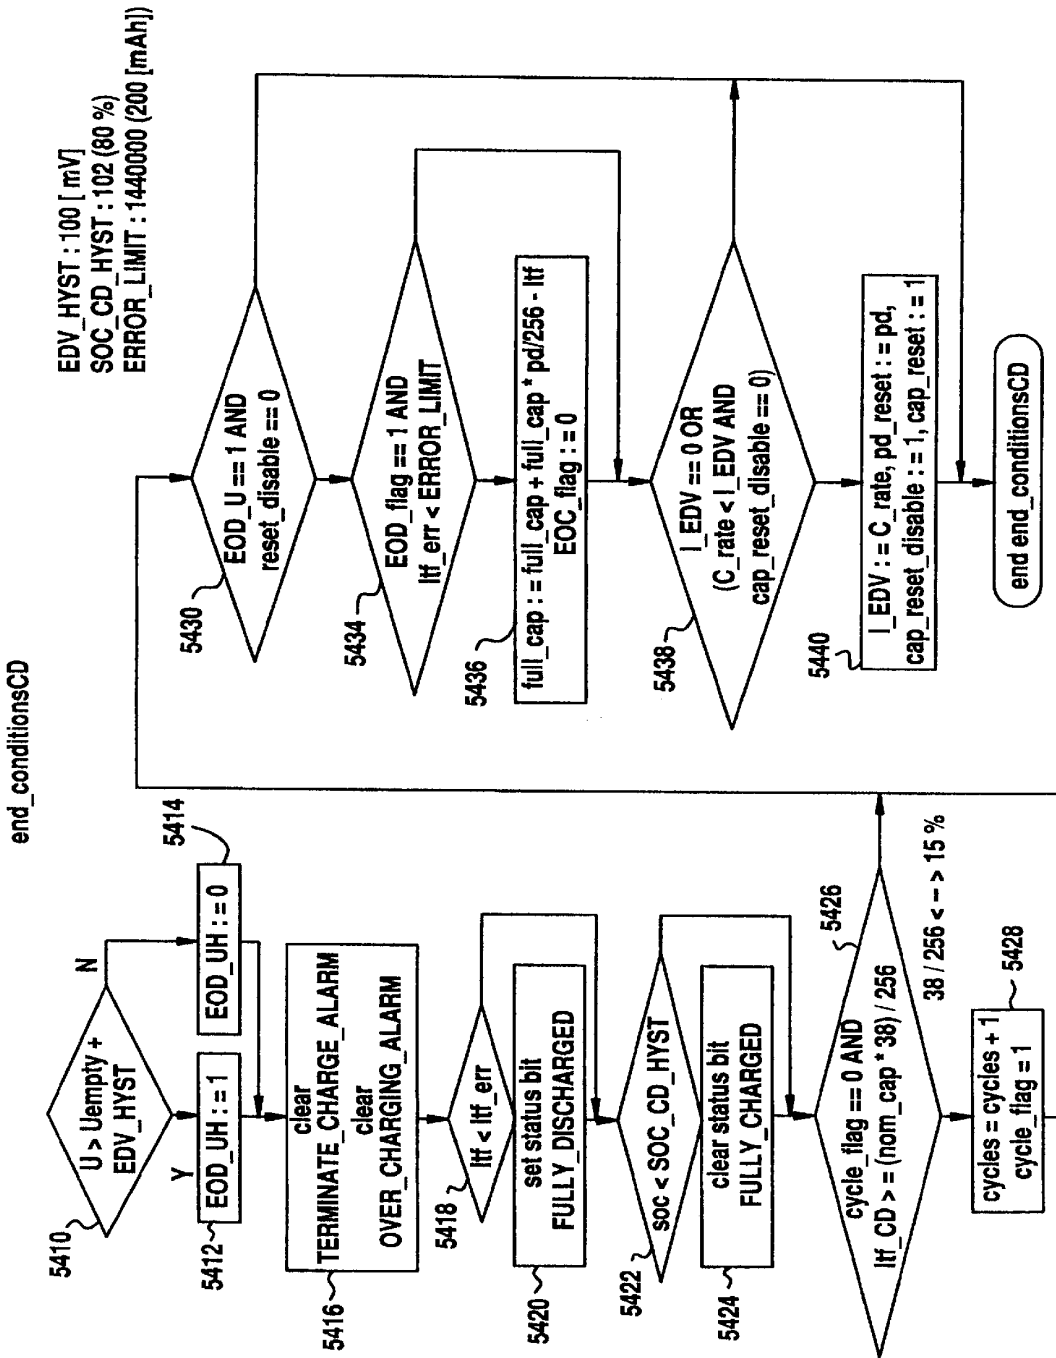 end_conditionsCD
EDV_HYST : 100 [ mV]
SOC_CD_HYST : 102 (80 %)
ERROR_LIMIT : 1440000 (200 [mAh])
5410
U > Uempty +
EDV_HYST
Y
N
5412
EOD_UH : = 1
EOD_UH : = 0
5414
5416
clear
TERMINATE_CHARGE_ALARM
clear
OVER_CHARGING_ALARM
5418
ltf < ltf_err
5420
set status bit
FULLY_DISCHARGED
5422
soc < SOC_CD_HYST
5424
clear status bit
FULLY_CHARGED
5426
cycle_flag == 0 AND
ltf_CD > = (nom_cap * 38) / 256
38 / 256 < – > 15 %
5428
cycles = cycles + 1
cycle_flag = 1
5430
EOD_U == 1 AND
reset_disable == 0
5434
EOD_flag == 1 AND
ltf_err < ERROR_LIMIT
5436
full_cap : = full_cap + full_cap * pd/256 - ltf
EOC_flag : = 0
5438
I_EDV == 0 OR
(C_rate < I_EDV AND
cap_reset_disable == 0)
5440
I_EDV : = C_rate, pd_reset : = pd,
cap_reset_disable : = 1, cap_reset : = 1
end end_conditionsCD